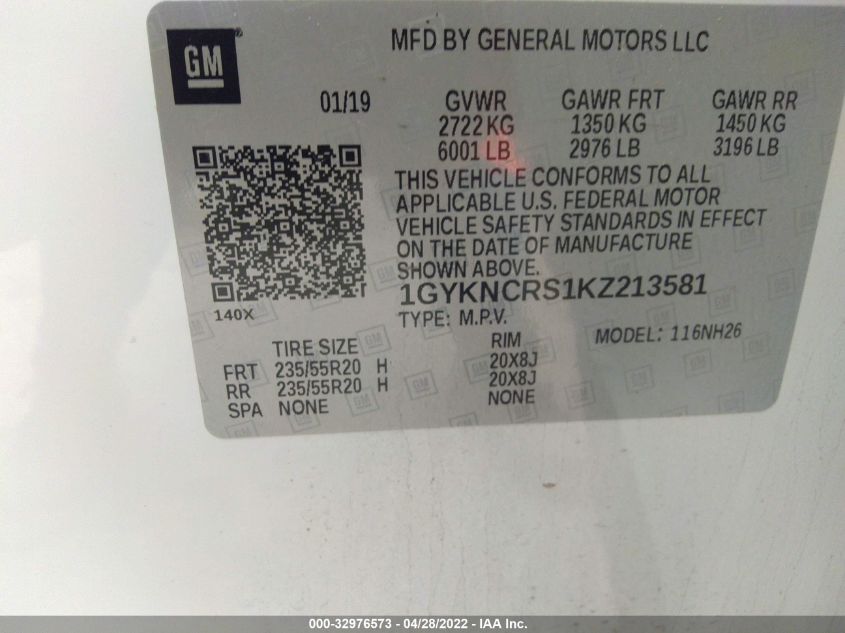 GM
MFD BY GENERAL MOTORS LLC
01/19
GVWR GAWR FRT GAWR RR
2722 KG 1350 KG 1450 KG
6001 LB 2976 LB 3196 LB
THIS VEHICLE CONFORMS TO ALL
APPLICABLE U.S. FEDERAL MOTOR
VEHICLE SAFETY STANDARDS IN EFFECT
ON THE DATE OF MANUFACTURE
SHOWN ABOVE.
1GYKNCRS1KZ213581
140X
TYPE: M.P.V.
MODEL: 116NH26
TIRE SIZE RIM
FRT 235/55R20 H 20X8J
RR 235/55R20 H 20X8J
SPA NONE NONE
000-32976573 - 04/28/2022 - IAA Inc.